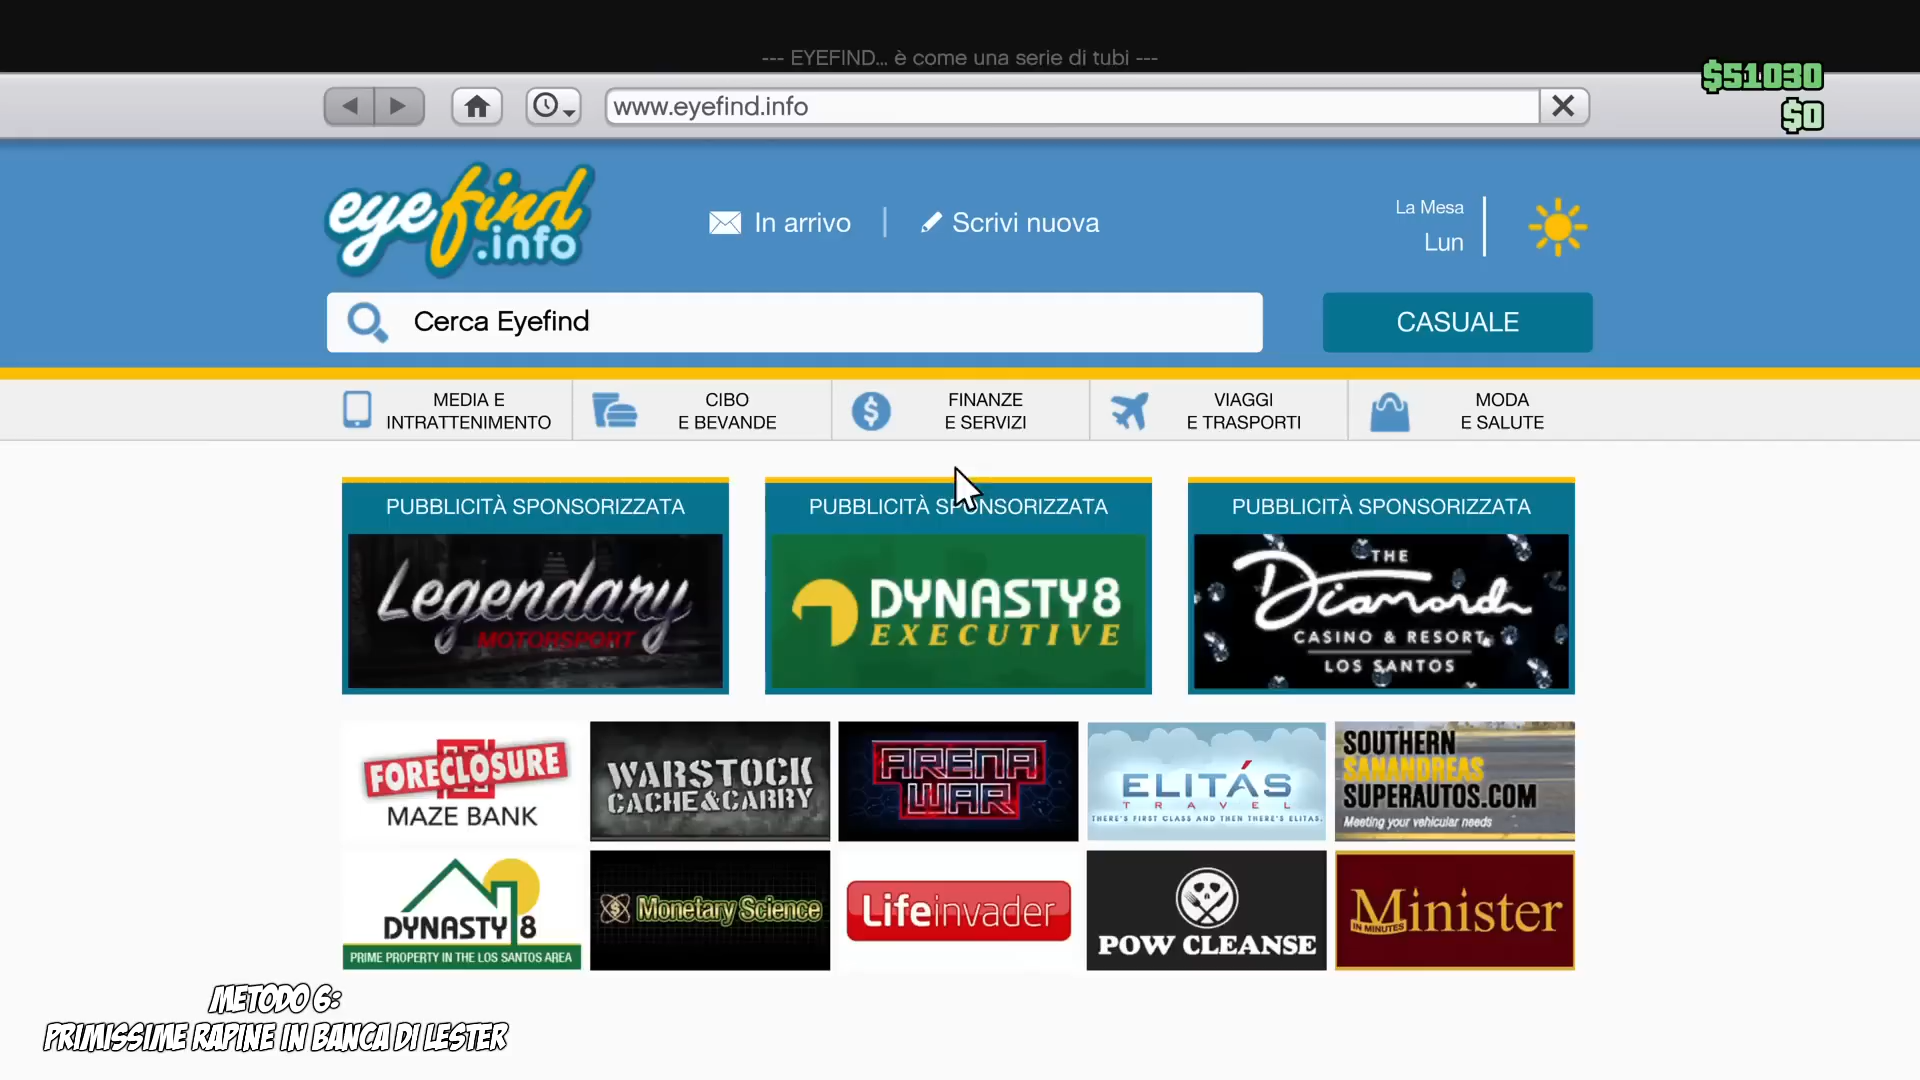 --- EYEFIND... è come una serie di tubi ---
$51030
$0
www.eyefind.info
eyefind
.info
In arrivo
Scrivi nuova
La Mesa
Lun
Cerca Eyefind
CASUALE
MEDIA E
INTRATTENIMENTO
CIBO
E BEVANDE
FINANZE
E SERVIZI
VIAGGI
E TRASPORTI
MODA
E SALUTE
PUBBLICITÀ SPONSORIZZATA
PUBBLICITÀ SPONSORIZZATA
PUBBLICITÀ SPONSORIZZATA
Legendary
MOTORSPORT
DYNASTY8
EXECUTIVE
THE
Diamond
CASINO & RESORT
LOS SANTOS
FORECLOSURE
MAZE BANK
WARSTOCK
CACHE&CARRY
ARENA
WAR
ELITÁS
TRAVEL
THERE'S FIRST CLASS AND THEN THERE'S ELITAS.
SOUTHERN
SANANDREAS
SUPERAUTOS.COM
Meeting your vehicular needs
DYNASTY 8
PRIME PROPERTY IN THE LOS SANTOS AREA
Monetary Science
Lifeinvader
POW CLEANSE
Minister
IN MINUTES
METODO 6:
PRIMISSIME RAPINE IN BANCA DI LESTER